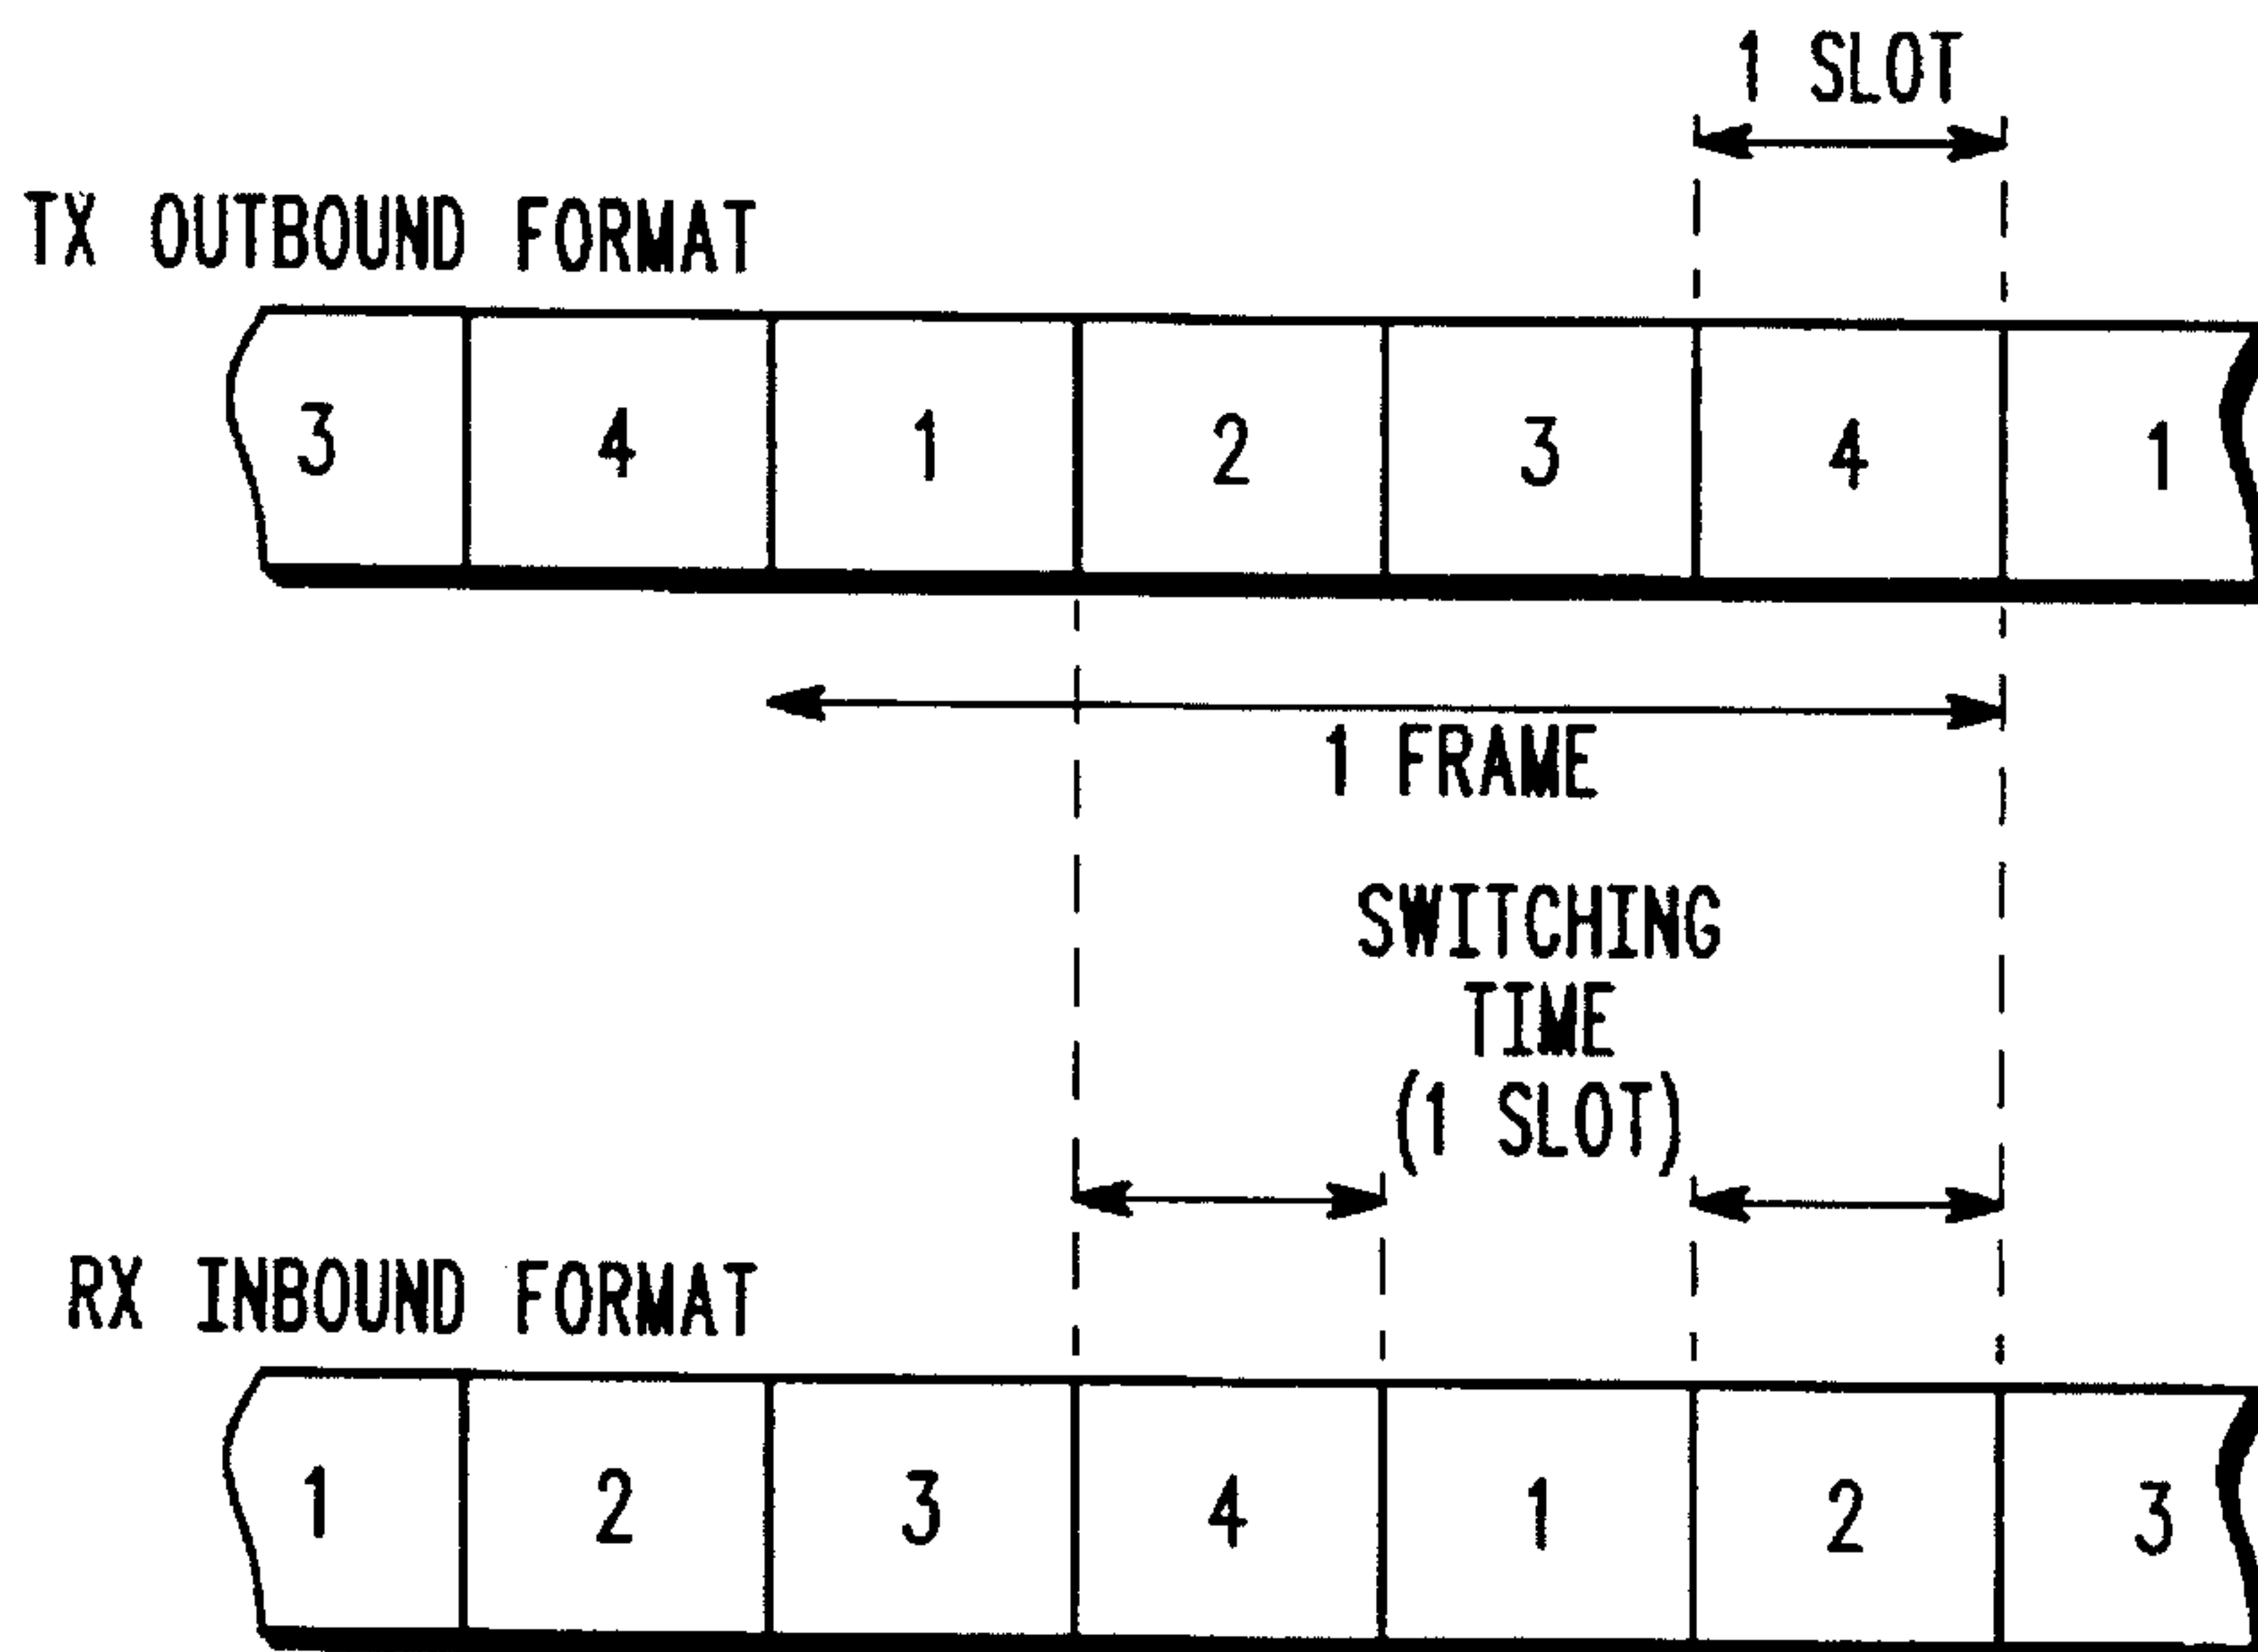 1 SLOT
TX OUTBOUND FORMAT
3 4 1 2 3 4 1
1 FRAME
SWITCHING
TIME
(1 SLOT)
RX INBOUND FORMAT
1 2 3 4 1 2 3